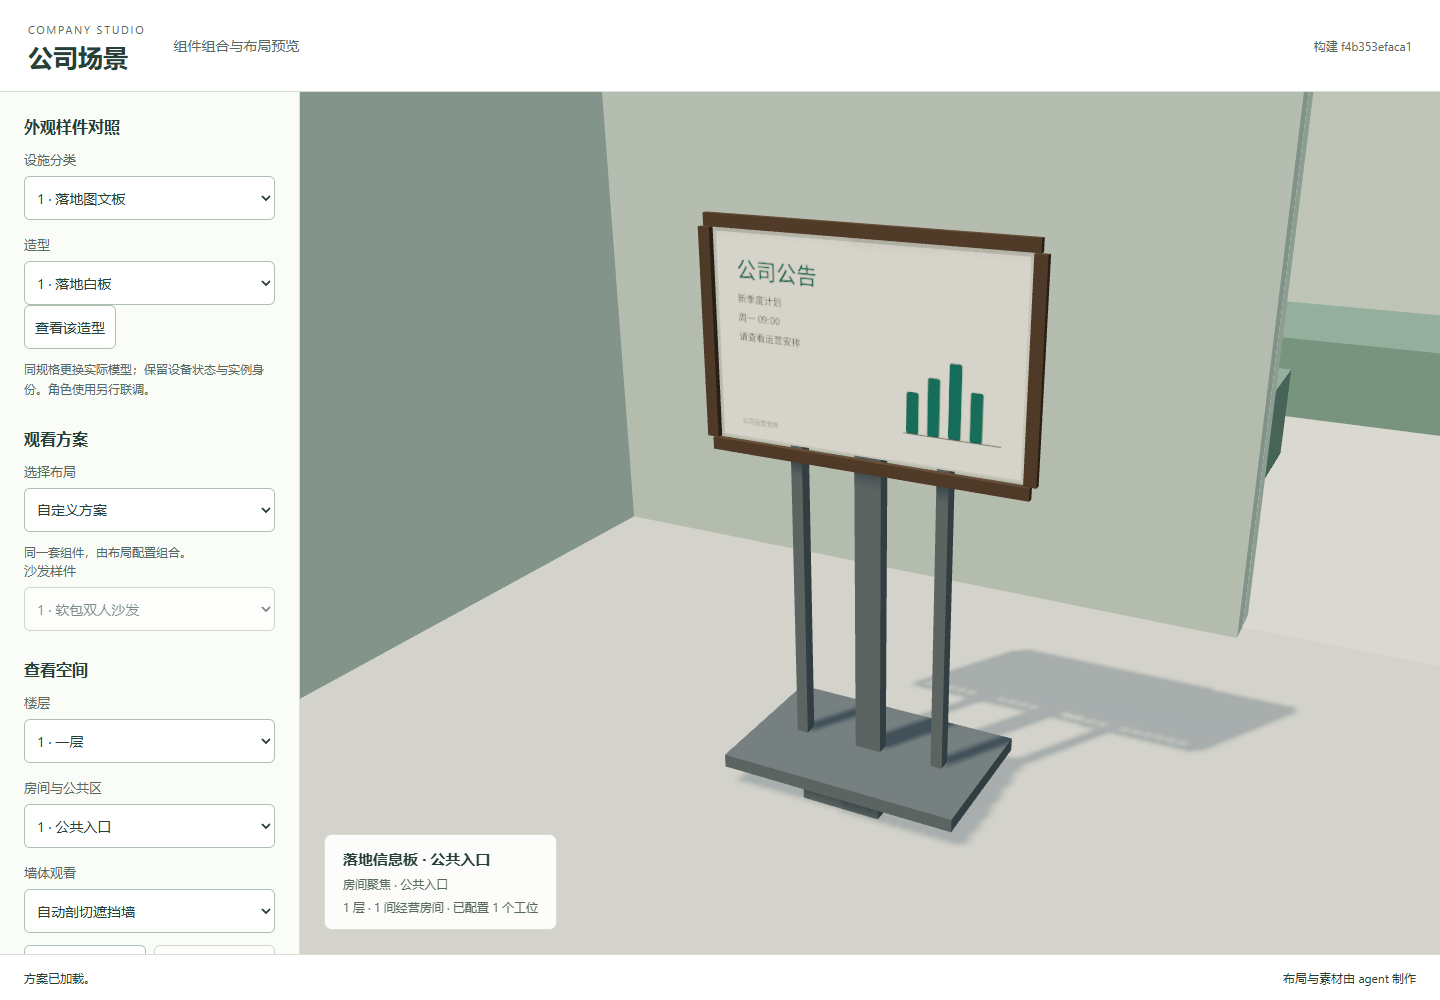 COMPANY STUDIO
公司场景
组件组合与布局预览
构建 f4b353efaca1
外观样件对照
设施分类
1 · 落地图文板
造型
1 · 落地白板
查看该造型
同规格更换实际模型；保留设备状态与实例身
份。角色使用另行联调。
观看方案
选择布局
自定义方案
同一套组件，由布局配置组合。
沙发样件
1 · 软包双人沙发
查看空间
楼层
1 · 一层
房间与公共区
1 · 公共入口
墙体观看
自动剖切遮挡墙
公司公告
新季度计划
周一 09:00
请查看运营安排
公司运营安排
落地信息板 · 公共入口
房间聚焦 · 公共入口
1 层 · 1 间经营房间 · 已配置 1 个工位
方案已加载。
布局与素材由 agent 制作